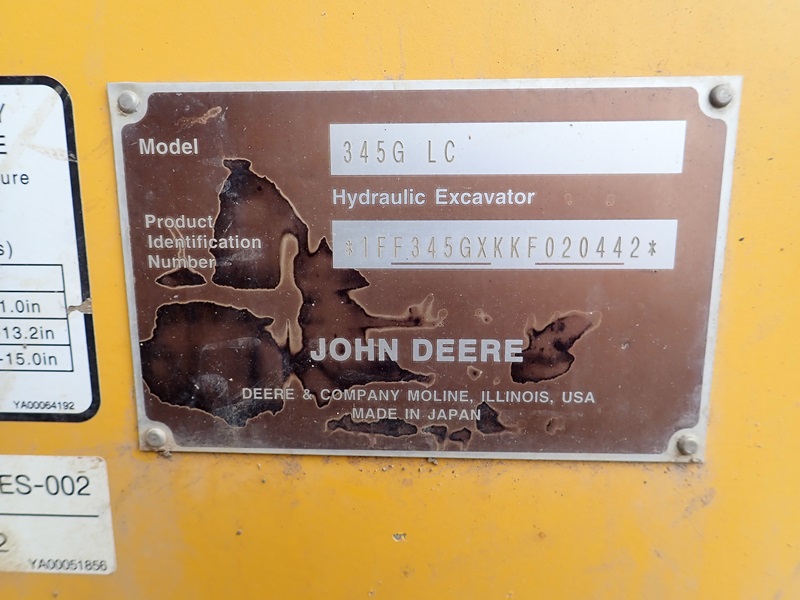 Y
E
ure
s)
1.0in
-13.2in
-15.0in
YA00064192
ES-002
2
YA00051856
Model
345G LC
Hydraulic Excavator
Product
Identification
Number
*1FF345GXKKF020442*
JOHN DEERE
DEERE & COMPANY MOLINE, ILLINOIS, USA
MADE IN JAPAN